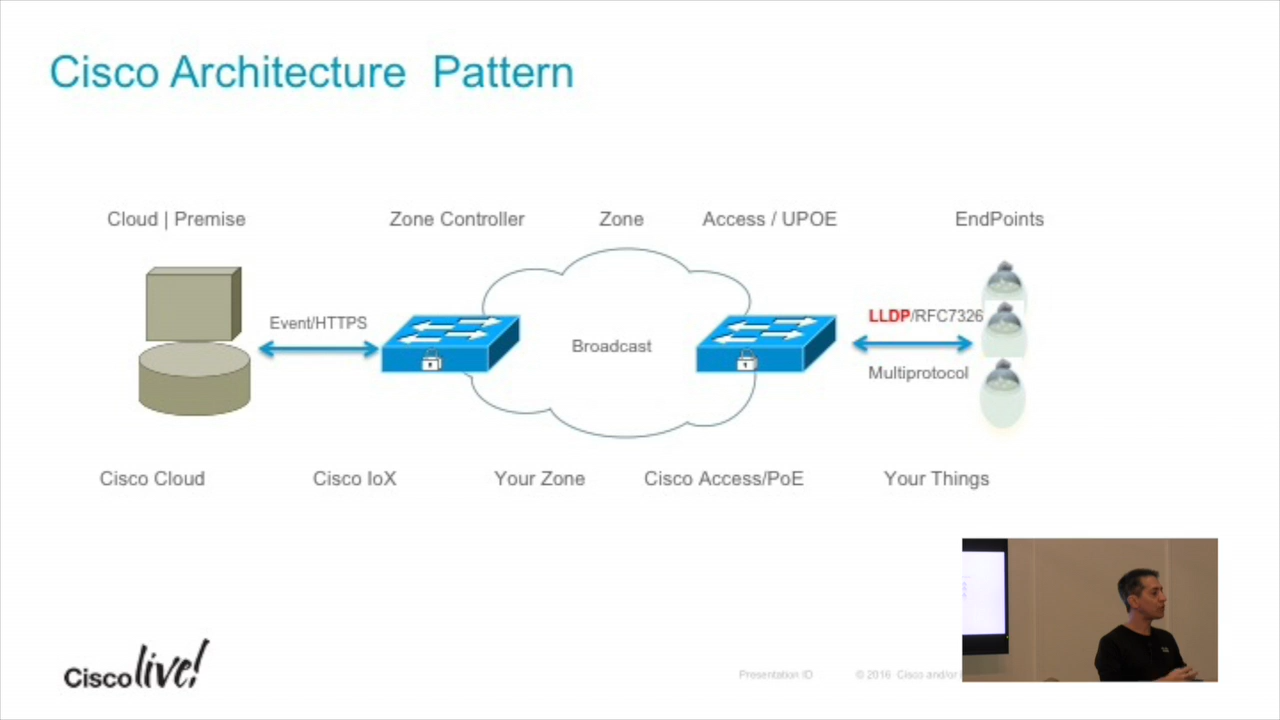 Cisco Architecture Pattern
Cloud | Premise
Zone Controller
Zone
Access / UPOE
EndPoints
Event/HTTPS
Broadcast
LLDP/RFC7326
Multiprotocol
Cisco Cloud
Cisco IoX
Your Zone
Cisco Access/PoE
Your Things
Cisco live!
Presentation ID
© 2016 Cisco and/or